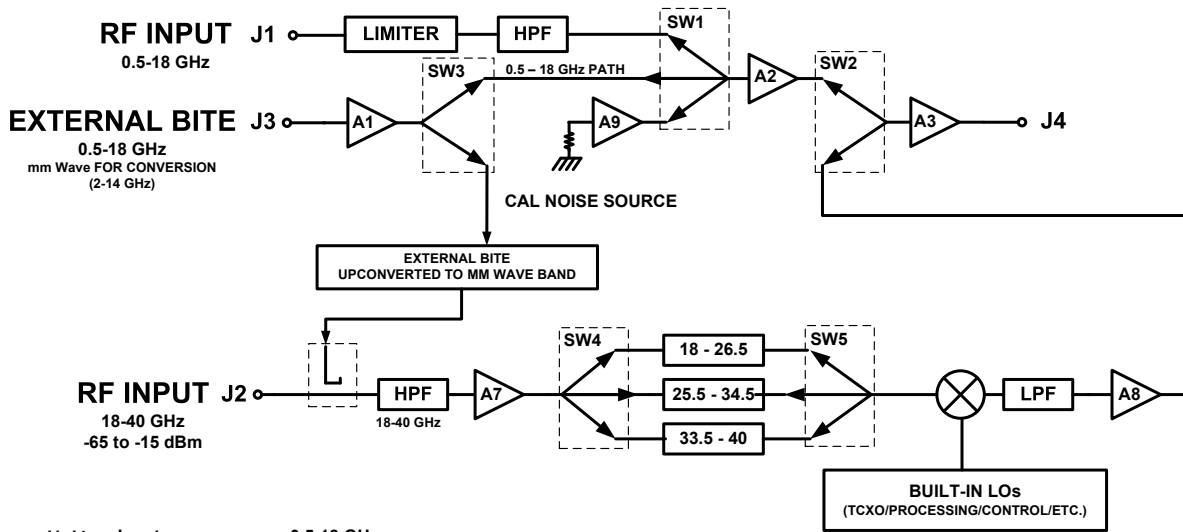 RF INPUT J1
0.5-18 GHz
LIMITER
HPF
SW1
SW3
0.5 – 18 GHz PATH
A2
SW2
EXTERNAL BITE J3
0.5-18 GHz
mm Wave FOR CONVERSION
(2-14 GHz)
A1
A9
A3
J4
CAL NOISE SOURCE
EXTERNAL BITE
UPCONVERTED TO MM WAVE BAND
RF INPUT J2
18-40 GHz
-65 to -15 dBm
HPF
18-40 GHz
A7
SW4
18 - 26.5
25.5 - 34.5
33.5 - 40
SW5
LPF
A8
BUILT-IN LOs
(TCXO/PROCESSING/CONTROL/ETC.)
0.5-18 GHz